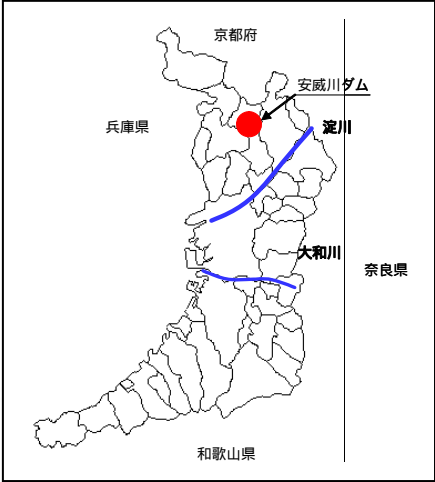 京都府
安威川ダム
兵庫県
淀川
大和川
奈良県
和歌山県